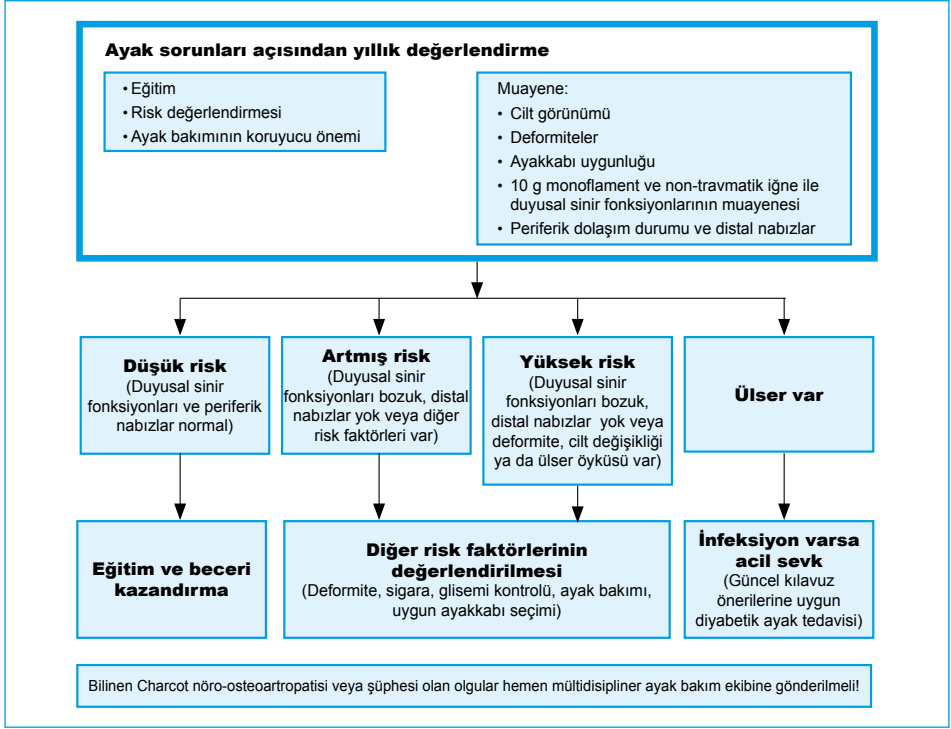 Ayak sorunları açısından yıllık değerlendirme
• Eğitim
• Risk değerlendirmesi
• Ayak bakımının koruyucu önemi
Muayene:
• Cilt görünümü
• Deformiteler
• Ayakkabı uygunluğu
• 10 g monoflament ve non-travmatik iğne ile
duyusal sinir fonksiyonlarının muayenesi
• Periferik dolaşım durumu ve distal nabızlar
Düşük risk
(Duyusal sinir
fonksiyonları ve periferik
nabızlar normal)
Artmış risk
(Duyusal sinir
fonksiyonları bozuk, distal
nabızlar yok veya diğer
risk faktörleri var)
Yüksek risk
(Duyusal sinir
fonksiyonları bozuk,
distal nabızlar yok veya
deformite, cilt değişikliği
ya da ülser öyküsü var)
Ülser var
Eğitim ve beceri
kazandırma
Diğer risk faktörlerinin
değerlendirilmesi
(Deformite, sigara, glisemi kontrolü, ayak bakımı,
uygun ayakkabı seçimi)
İnfeksiyon varsa
acil sevk
(Güncel kılavuz
önerilerine uygun
diyabetik ayak tedavisi)
Bilinen Charcot nöro-osteoartropatisi veya şüphesi olan olgular hemen mültidisipliner ayak bakım ekibine gönderilmeli!